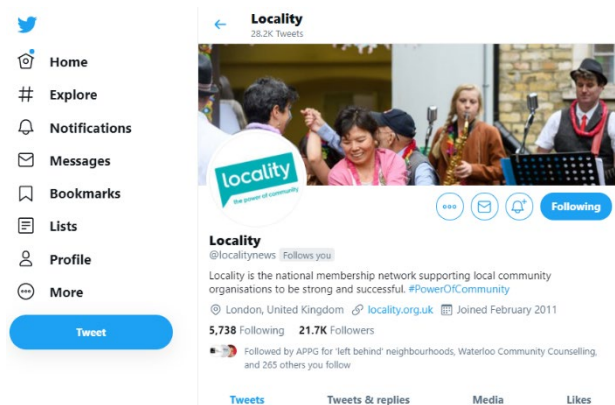 Home
Explore
Notifications
Messages
Bookmarks
Lists
Profile
More
Tweet
Locality
28.2K Tweets
locality
the power of community
Following
Locality
@localitynews Follows you
Locality is the national membership network supporting local community
organisations to be strong and successful. #PowerOfCommunity
London, United Kingdom locality.org.uk Joined February 2011
5,738 Following 21.7K Followers
Followed by APPG for 'left behind' neighbourhoods, Waterloo Community Counselling,
and 265 others you follow
Tweets Tweets & replies Media Likes